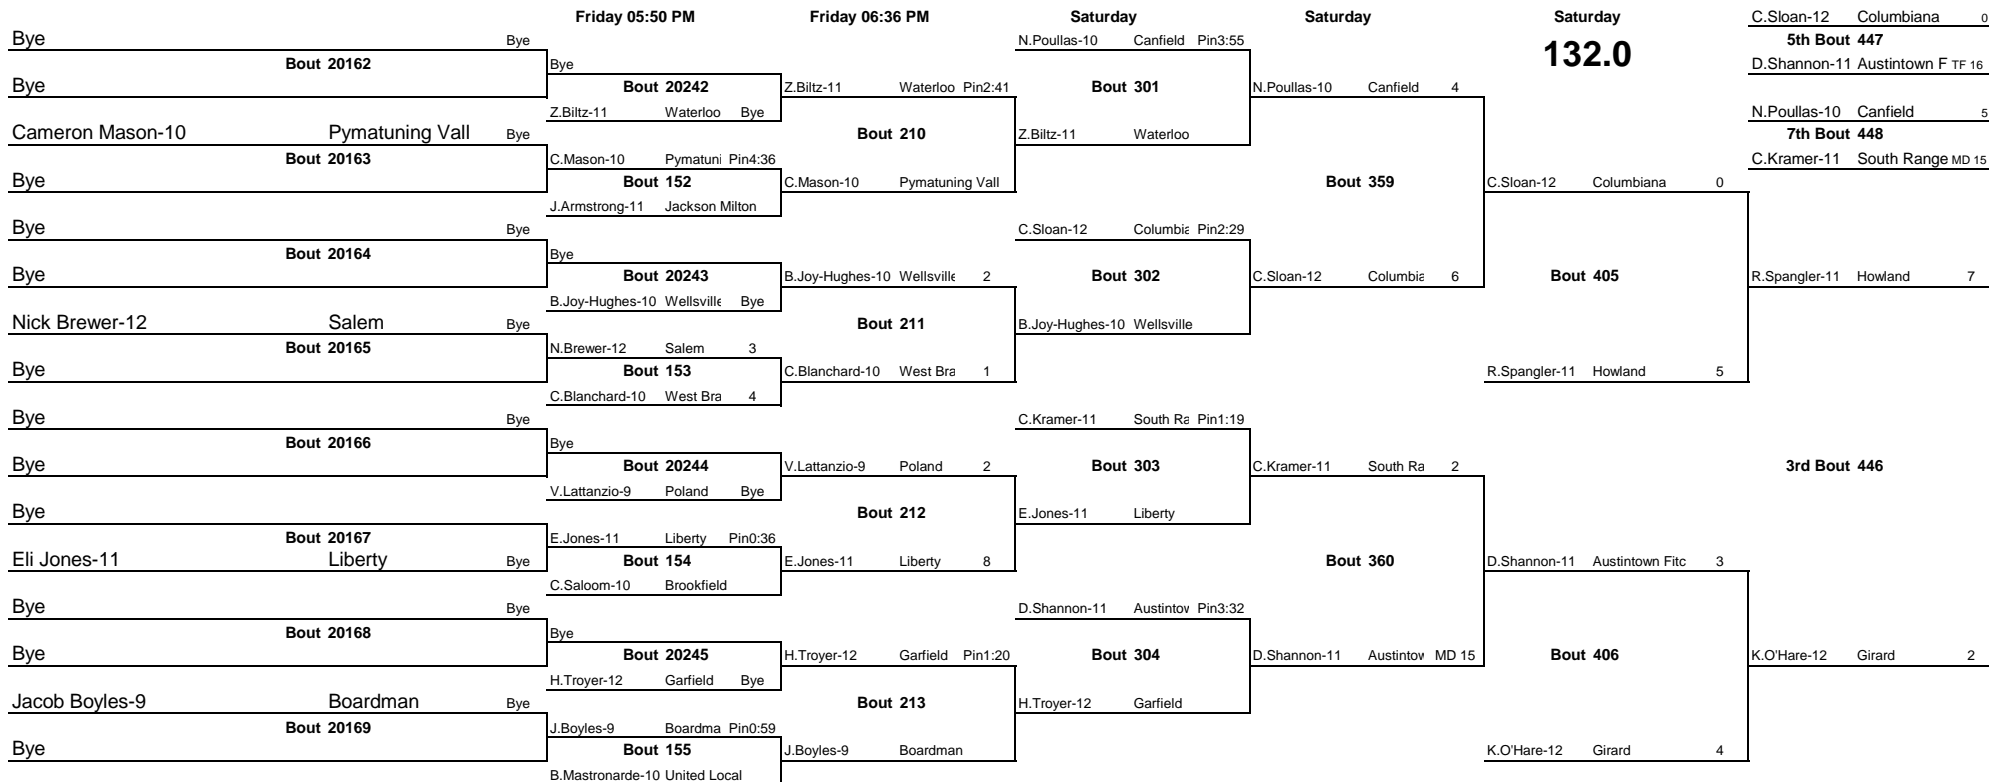 Friday 05:50 PM Friday 06:36 PM Saturday Saturday Saturday
132.0
Bye Bye
Bout 20162
Bye
Cameron Mason-10 Pymatuning Vall Bye
Bout 20163
Bye
Bye Bye
Bout 20164
Bye
Nick Brewer-12 Salem Bye
Bout 20165
Bye
Bye Bye
Bout 20166
Bye
Bye
Bout 20167
Eli Jones-11 Liberty Bye
Bye Bye
Bout 20168
Bye
Jacob Boyles-9 Boardman Bye
Bout 20169
Bye
Bye
Bout 20242
Z.Biltz-11 Waterloo Bye
C.Mason-10 Pymatuni Pin4:36
Bout 152
J.Armstrong-11 Jackson Milton
Bye
Bout 20243
B.Joy-Hughes-10 Wellsville Bye
N.Brewer-12 Salem 3
Bout 153
C.Blanchard-10 West Bra 4
Bye
Bout 20244
V.Lattanzio-9 Poland Bye
E.Jones-11 Liberty Pin0:36
Bout 154
C.Saloom-10 Brookfield
Bye
Bout 20245
H.Troyer-12 Garfield Bye
J.Boyles-9 Boardma Pin0:59
Bout 155
B.Mastronarde-10 United Local
Z.Biltz-11 Waterloo Pin2:41
Bout 210
C.Mason-10 Pymatuning Vall
B.Joy-Hughes-10 Wellsville 2
Bout 211
C.Blanchard-10 West Bra 1
V.Lattanzio-9 Poland 2
Bout 212
E.Jones-11 Liberty 8
H.Troyer-12 Garfield Pin1:20
Bout 213
J.Boyles-9 Boardman
N.Poullas-10 Canfield Pin3:55
Bout 301
Z.Biltz-11 Waterloo
C.Sloan-12 Columbia Pin2:29
Bout 302
B.Joy-Hughes-10 Wellsville
C.Kramer-11 South Ra Pin1:19
Bout 303
E.Jones-11 Liberty
D.Shannon-11 Austintow Pin3:32
Bout 304
H.Troyer-12 Garfield
N.Poullas-10 Canfield 4
Bout 359
C.Sloan-12 Columbia 6
C.Kramer-11 South Ra 2
Bout 360
D.Shannon-11 Austintow MD 15
C.Sloan-12 Columbiana 0
Bout 405
R.Spangler-11 Howland 5
D.Shannon-11 Austintown Fitc 3
Bout 406
K.O'Hare-12 Girard 4
C.Sloan-12 Columbiana 0
5th Bout 447
D.Shannon-11 Austintown F TF 16
N.Poullas-10 Canfield 5
7th Bout 448
C.Kramer-11 South Range MD 15
R.Spangler-11 Howland 7
3rd Bout 446
K.O'Hare-12 Girard 2